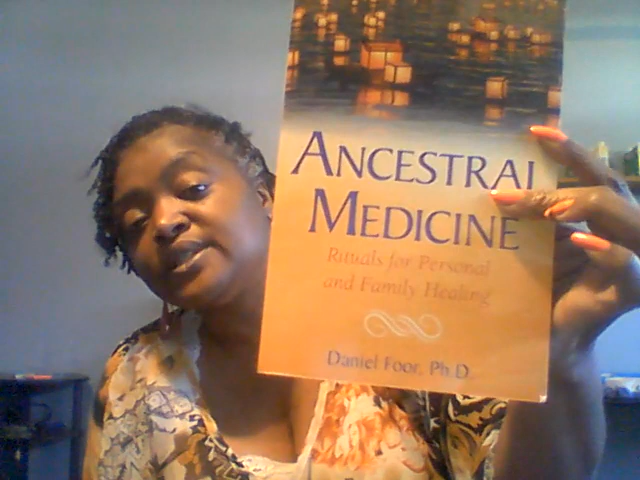 ANCESTRAL
MEDICINE
Rituals for Personal
and Family Healing
Daniel Foor, Ph.D.